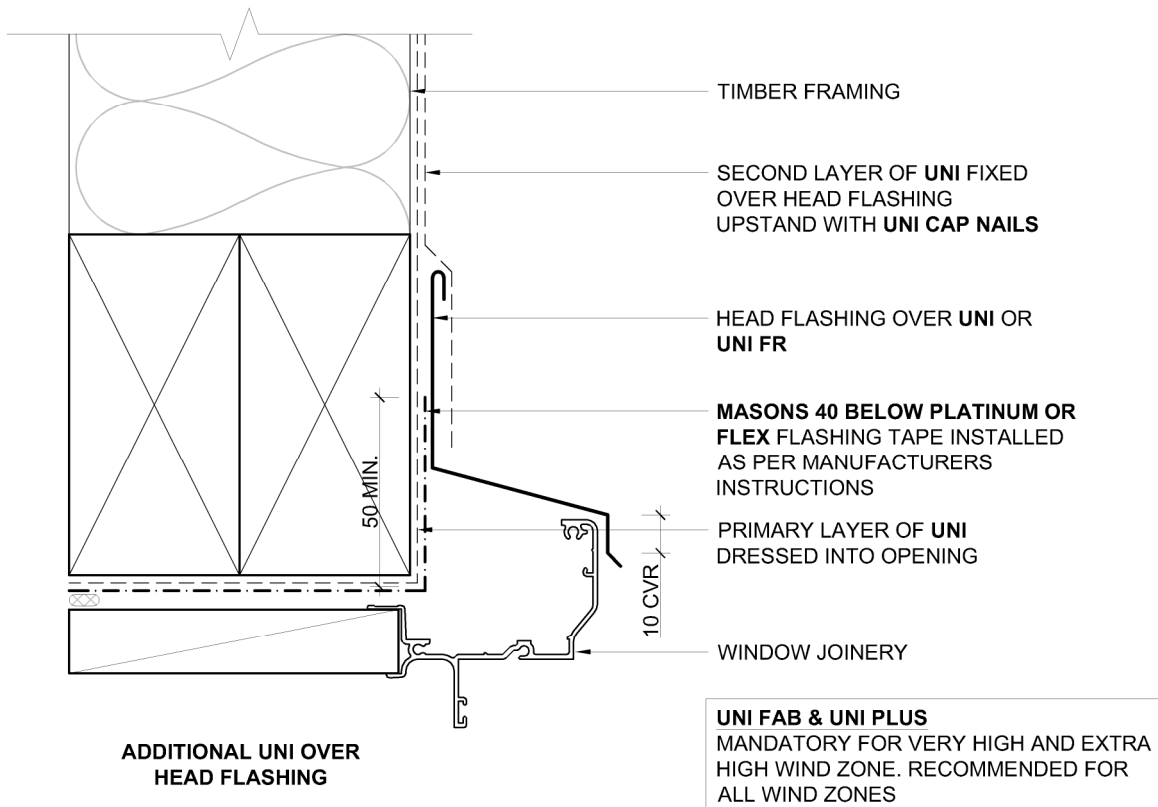 TIMBER FRAMING
SECOND LAYER OF UNI FIXED
OVER HEAD FLASHING
UPSTAND WITH UNI CAP NAILS
HEAD FLASHING OVER UNI OR
UNI FR
MASONS 40 BELOW PLATINUM OR
FLEX FLASHING TAPE INSTALLED
AS PER MANUFACTURERS
INSTRUCTIONS
50 MIN.
PRIMARY LAYER OF UNI
DRESSED INTO OPENING
10 CVR
WINDOW JOINERY
ADDITIONAL UNI OVER
HEAD FLASHING
UNI FAB & UNI PLUS
MANDATORY FOR VERY HIGH AND EXTRA
HIGH WIND ZONE. RECOMMENDED FOR
ALL WIND ZONES